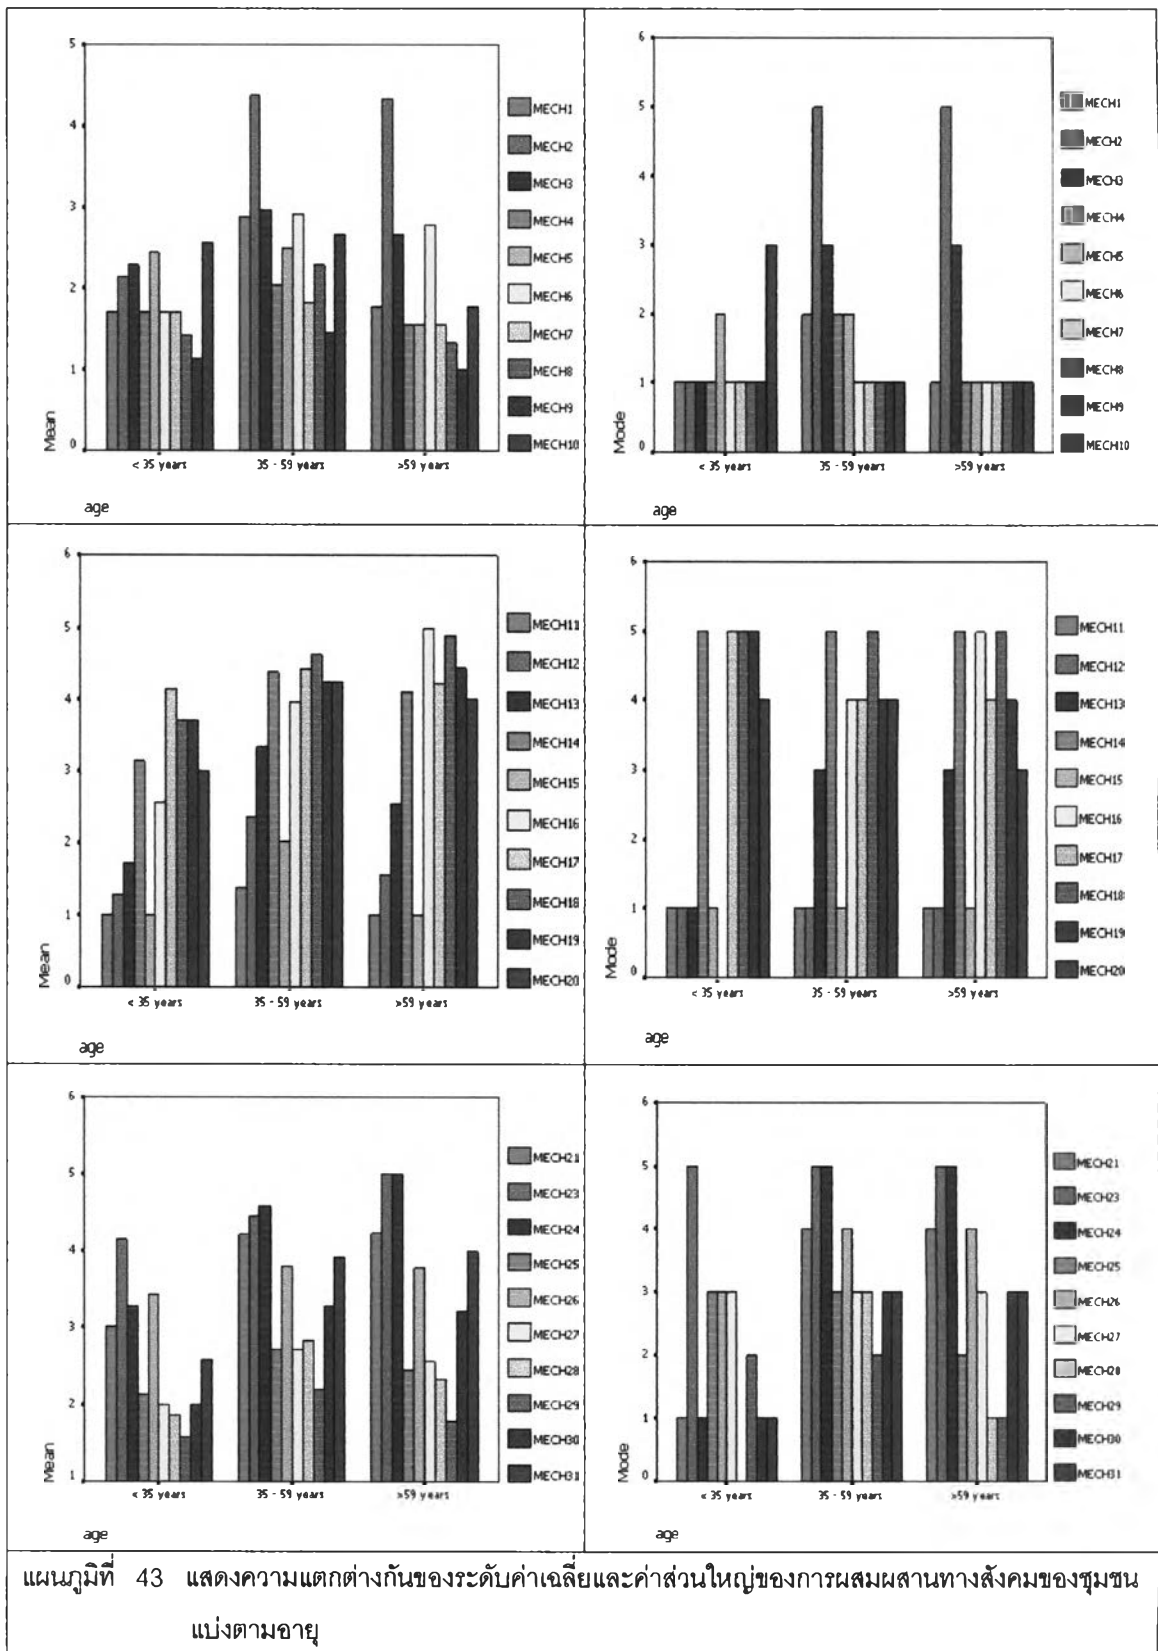 5
4
3
2
1
0
Mean
< 35 years
35 - 59 years
>59 years
age
MECH1
MECH2
MECH3
MECH4
MECH5
MECH6
MECH7
MECH8
MECH9
MECH10
6
5
4
3
2
1
0
Mode
< 35 years
35 - 59 years
>59 years
age
MECH1
MECH2
MECH3
MECH4
MECH5
MECH6
MECH7
MECH8
MECH9
MECH10
6
5
4
3
2
1
0
Mean
< 35 years
35 - 59 years
>59 years
age
MECH11
MECH12
MECH13
MECH14
MECH15
MECH16
MECH17
MECH18
MECH19
MECH20
6
5
4
3
2
1
0
Mode
< 35 years
35 - 59 years
>59 years
age
MECH11
MECH12
MECH13
MECH14
MECH15
MECH16
MECH17
MECH18
MECH19
MECH20
6
5
4
3
2
1
Mean
< 35 years
35 - 59 years
>59 years
age
MECH21
MECH23
MECH24
MECH25
MECH26
MECH27
MECH28
MECH29
MECH30
MECH31
6
5
4
3
2
1
0
Mode
< 35 years
35 - 59 years
>59 years
age
MECH21
MECH23
MECH24
MECH25
MECH26
MECH27
MECH28
MECH29
MECH30
MECH31
แผนภูมิที่ 43 แสดงความแตกต่างกันของระดับค่าเฉลี่ยและค่าส่วนใหญ่ของการผสมผสานทางสังคมของชุมชน
แบ่งตามอายุ